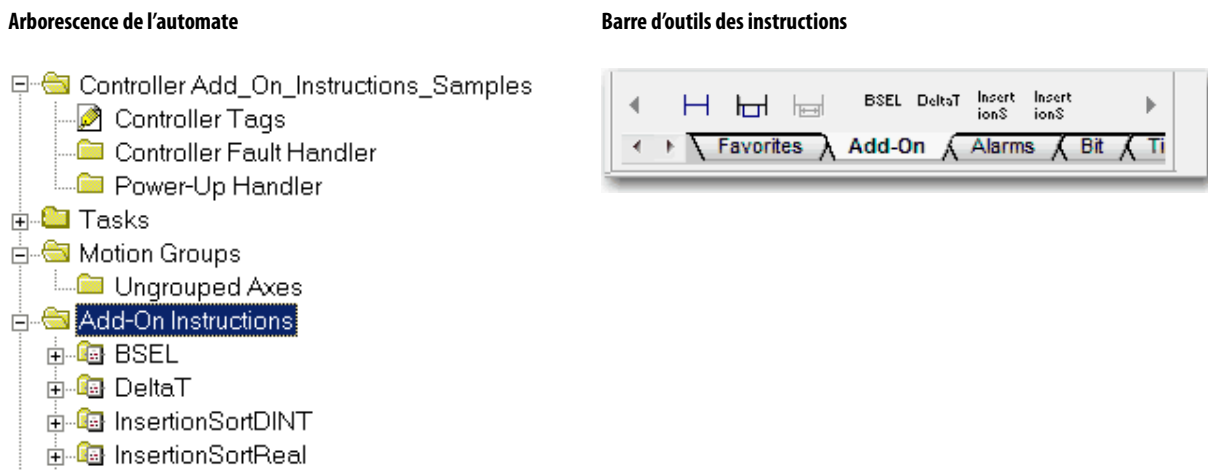 Arborescence de l’automate
Controller Add_On_Instructions_Samples
Controller Tags
Controller Fault Handler
Power-Up Handler
Tasks
Motion Groups
Ungrouped Axes
Add-On Instructions
BSEL
DeltaT
InsertionSortDINT
InsertionSortReal
Barre d’outils des instructions
BSEL DeltaT Insert Insert
ionS ionS
Favorites Add-On Alarms Bit Ti